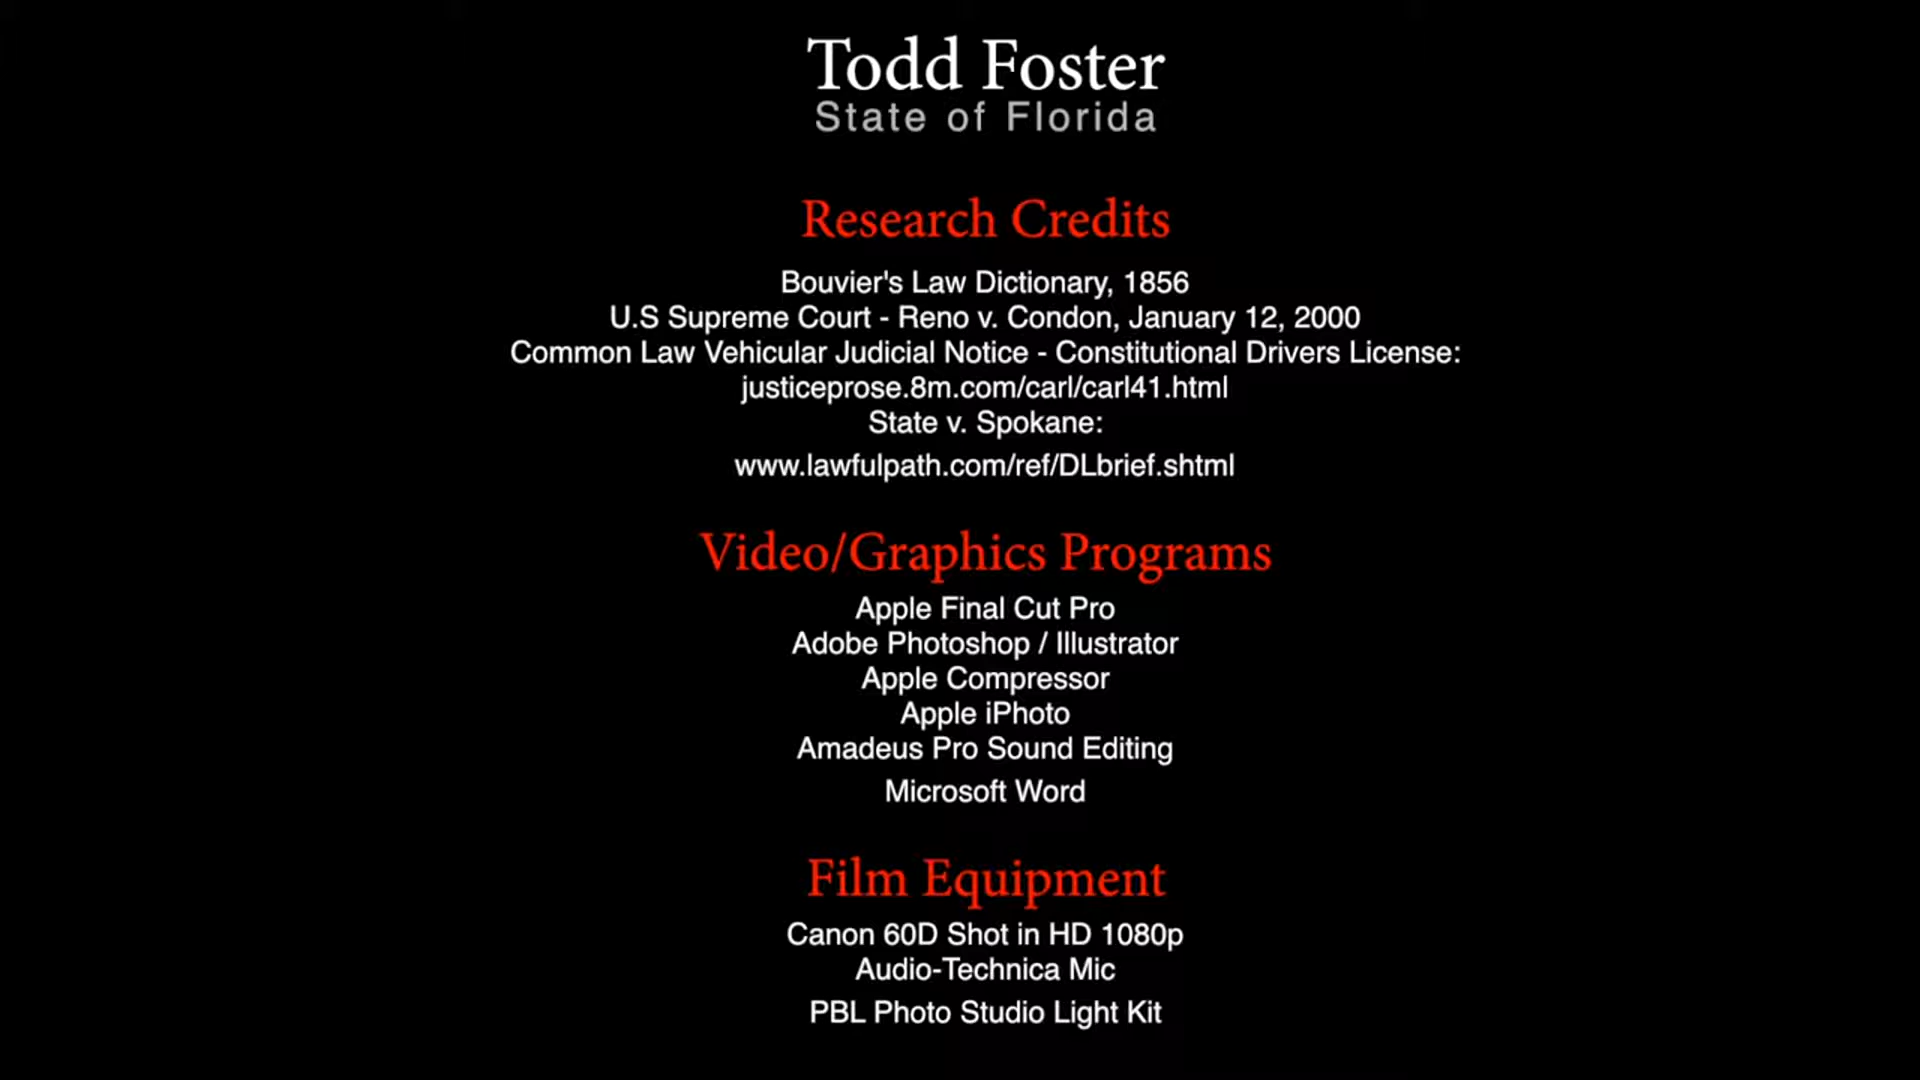 Todd Foster
State of Florida
Research Credits
Bouvier's Law Dictionary, 1856
U.S Supreme Court - Reno v. Condon, January 12, 2000
Common Law Vehicular Judicial Notice - Constitutional Drivers License:
justiceprose.8m.com/carl/carl41.html
State v. Spokane:
www.lawfulpath.com/ref/DLbrief.shtml
Video/Graphics Programs
Apple Final Cut Pro
Adobe Photoshop / Illustrator
Apple Compressor
Apple iPhoto
Amadeus Pro Sound Editing
Microsoft Word
Film Equipment
Canon 60D Shot in HD 1080p
Audio-Technica Mic
PBL Photo Studio Light Kit